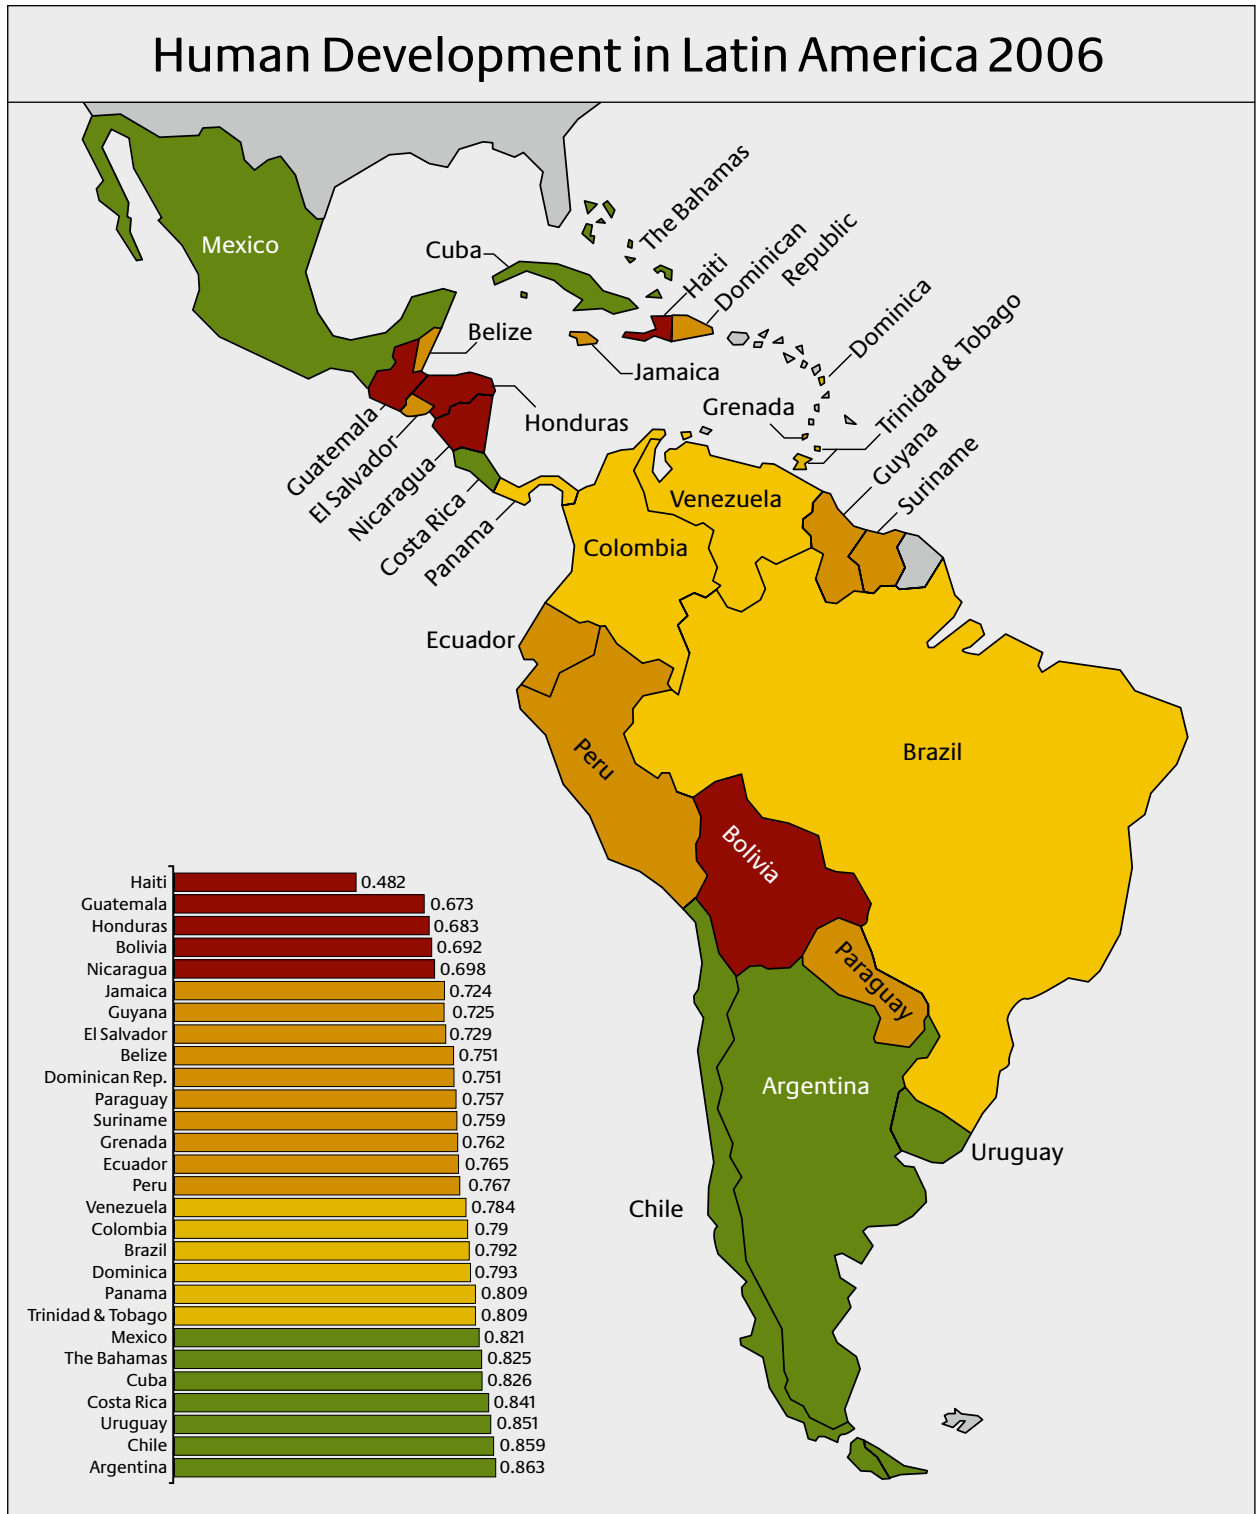 Human Development in Latin America 2006
Mexico
Cuba
The Bahamas
Haiti
Dominican
Republic
Belize
Jamaica
Dominica
Grenada
Trinidad & Tobago
Honduras
Guatemala
El Salvador
Nicaragua
Costa Rica
Panama
Venezuela
Guyana
Suriname
Colombia
Ecuador
Peru
Brazil
Bolivia
Paraguay
Argentina
Uruguay
Chile
Haiti 0.482
Guatemala 0.673
Honduras 0.683
Bolivia 0.692
Nicaragua 0.698
Jamaica 0.724
Guyana 0.725
El Salvador 0.729
Belize 0.751
Dominican Rep. 0.751
Paraguay 0.757
Suriname 0.759
Grenada 0.762
Ecuador 0.765
Peru 0.767
Venezuela 0.784
Colombia 0.79
Brazil 0.792
Dominica 0.793
Panama 0.809
Trinidad & Tobago 0.809
Mexico 0.821
The Bahamas 0.825
Cuba 0.826
Costa Rica 0.841
Uruguay 0.851
Chile 0.859
Argentina 0.863